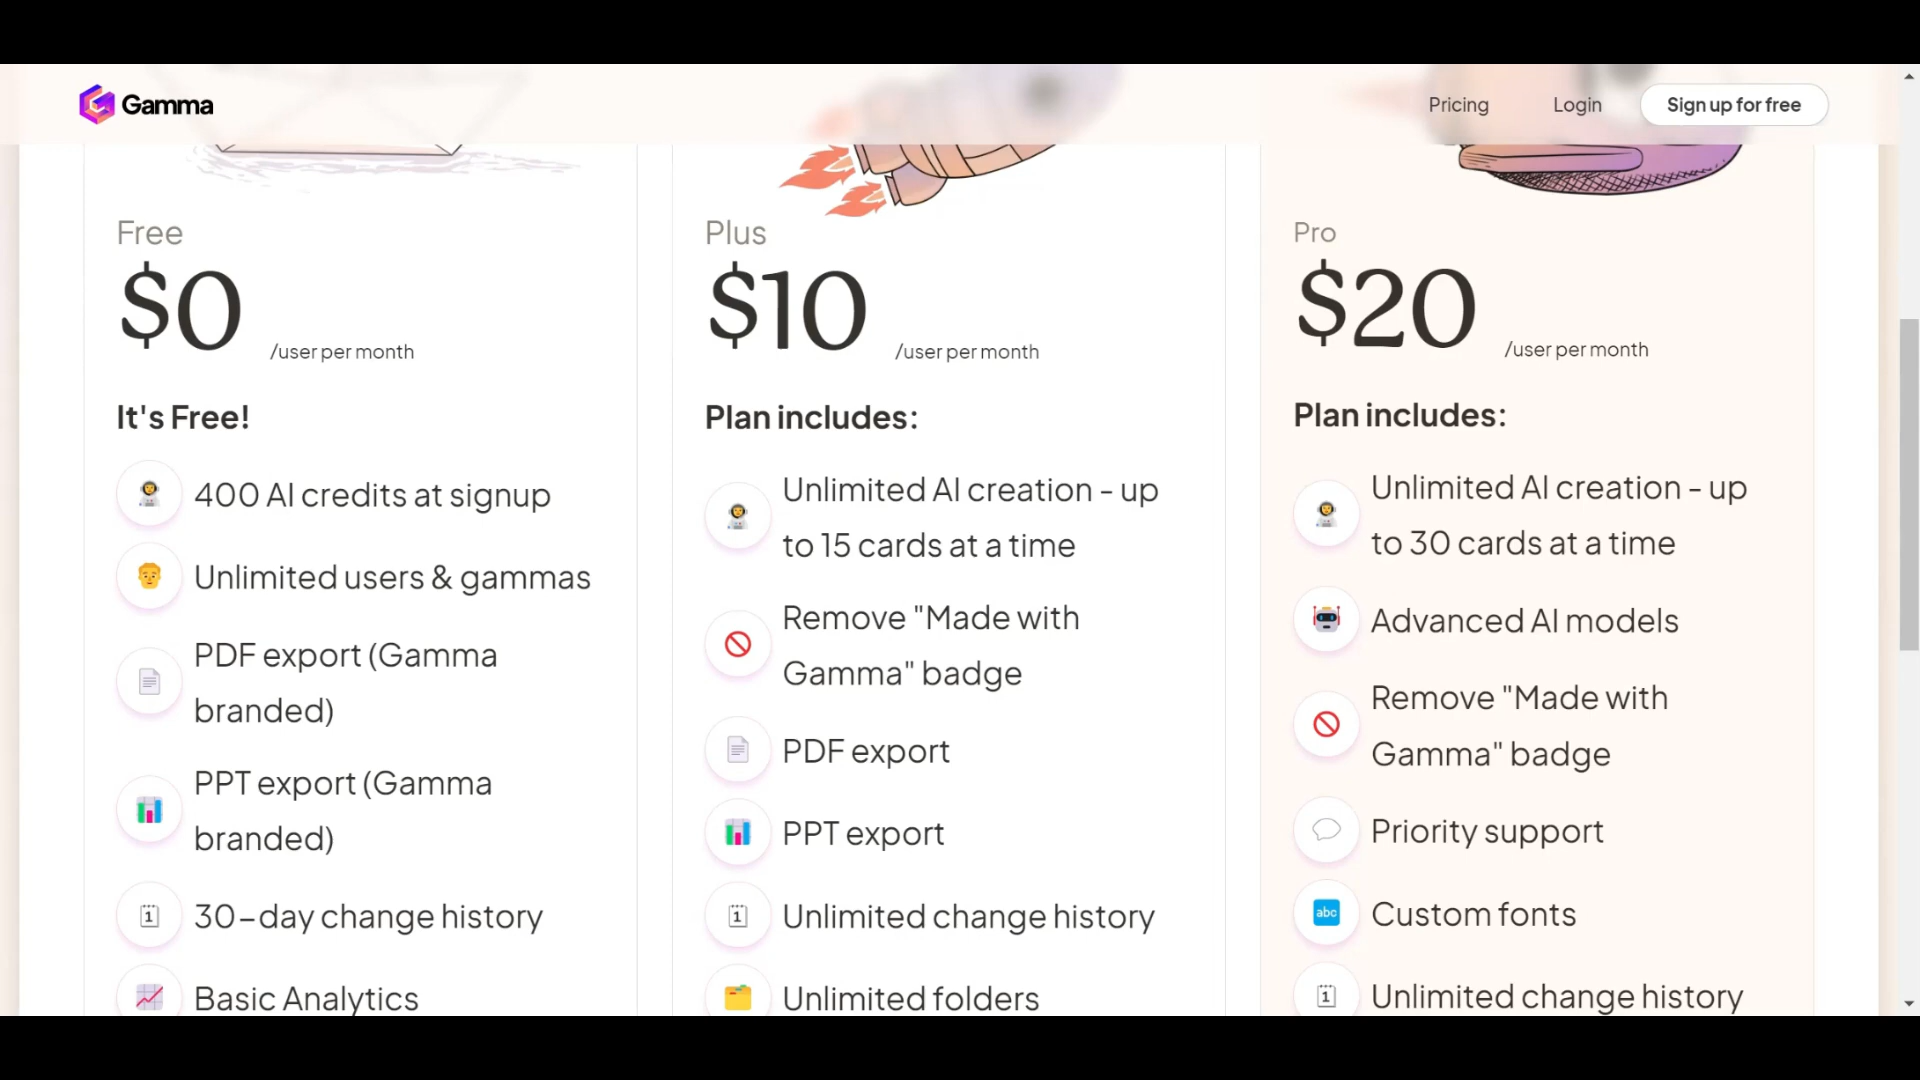 Gamma
Pricing
Login
Sign up for free
Free
$0 /user per month
It's Free!
400 AI credits at signup
Unlimited users & gammas
PDF export (Gamma
branded)
PPT export (Gamma
branded)
30–day change history
Basic Analytics
Plus
$10 /user per month
Plan includes:
Unlimited AI creation - up
to 15 cards at a time
Remove "Made with
Gamma" badge
PDF export
PPT export
Unlimited change history
Unlimited folders
Pro
$20 /user per month
Plan includes:
Unlimited AI creation - up
to 30 cards at a time
Advanced AI models
Remove "Made with
Gamma" badge
Priority support
abc
Custom fonts
Unlimited change history